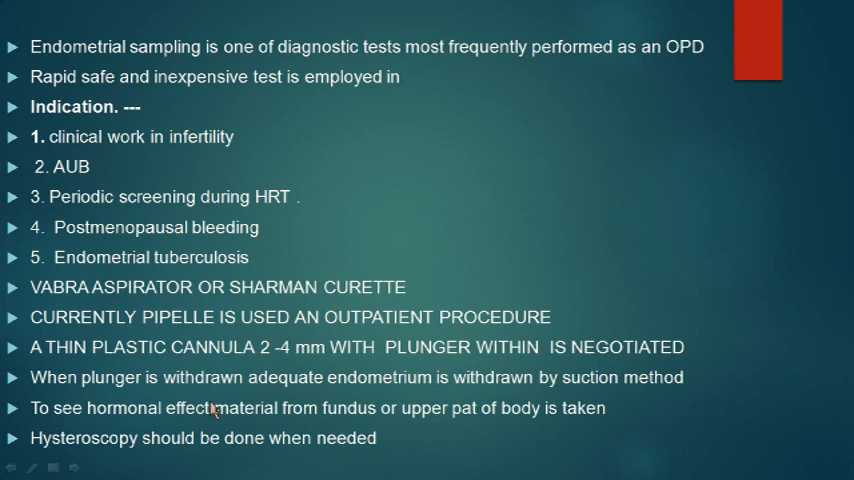 Endometrial sampling is one of diagnostic tests most frequently performed as an OPD
Rapid safe and inexpensive test is employed in
Indication. ---
1. clinical work in infertility
2. AUB
3. Periodic screening during HRT .
4. Postmenopausal bleeding
5. Endometrial tuberculosis
VABRA ASPIRATOR OR SHARMAN CURETTE
CURRENTLY PIPELLE IS USED AN OUTPATIENT PROCEDURE
A THIN PLASTIC CANNULA 2 -4 mm WITH PLUNGER WITHIN IS NEGOTIATED
When plunger is withdrawn adequate endometrium is withdrawn by suction method
To see hormonal effect material from fundus or upper pat of body is taken
Hysteroscopy should be done when needed